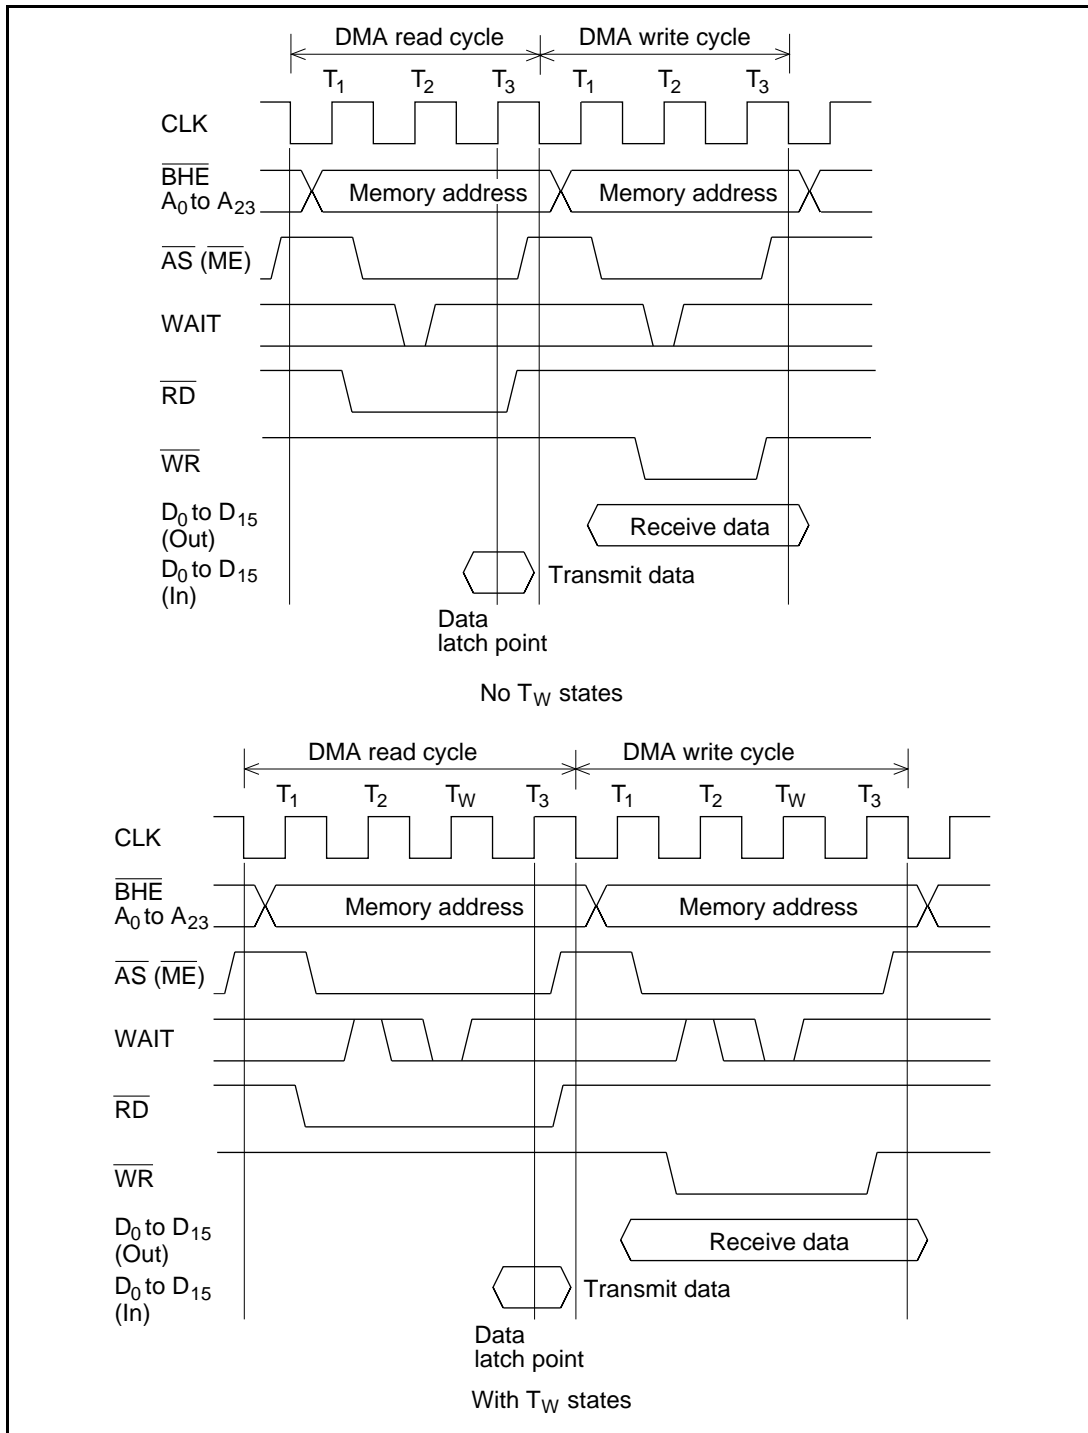 DMA read cycle DMA write cycle
T1 T2 T3 T1 T2 T3
CLK
BHE
A0 to A23 Memory address Memory address
AS (ME)
WAIT
RD
WR
D0 to D15
(Out) Receive data
D0 to D15
(In) Transmit data
Data
latch point
No TW states
DMA read cycle DMA write cycle
T1 T2 TW T3 T1 T2 TW T3
CLK
BHE
A0 to A23 Memory address Memory address
AS (ME)
WAIT
RD
WR
D0 to D15
(Out) Receive data
D0 to D15
(In) Transmit data
Data
latch point
With TW states